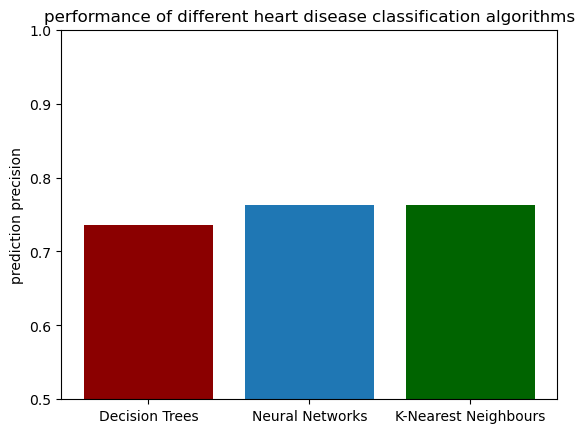 performance of different heart disease classification algorithms
prediction precision
1.0
0.9
0.8
0.7
0.6
0.5
Decision Trees
Neural Networks
K-Nearest Neighbours